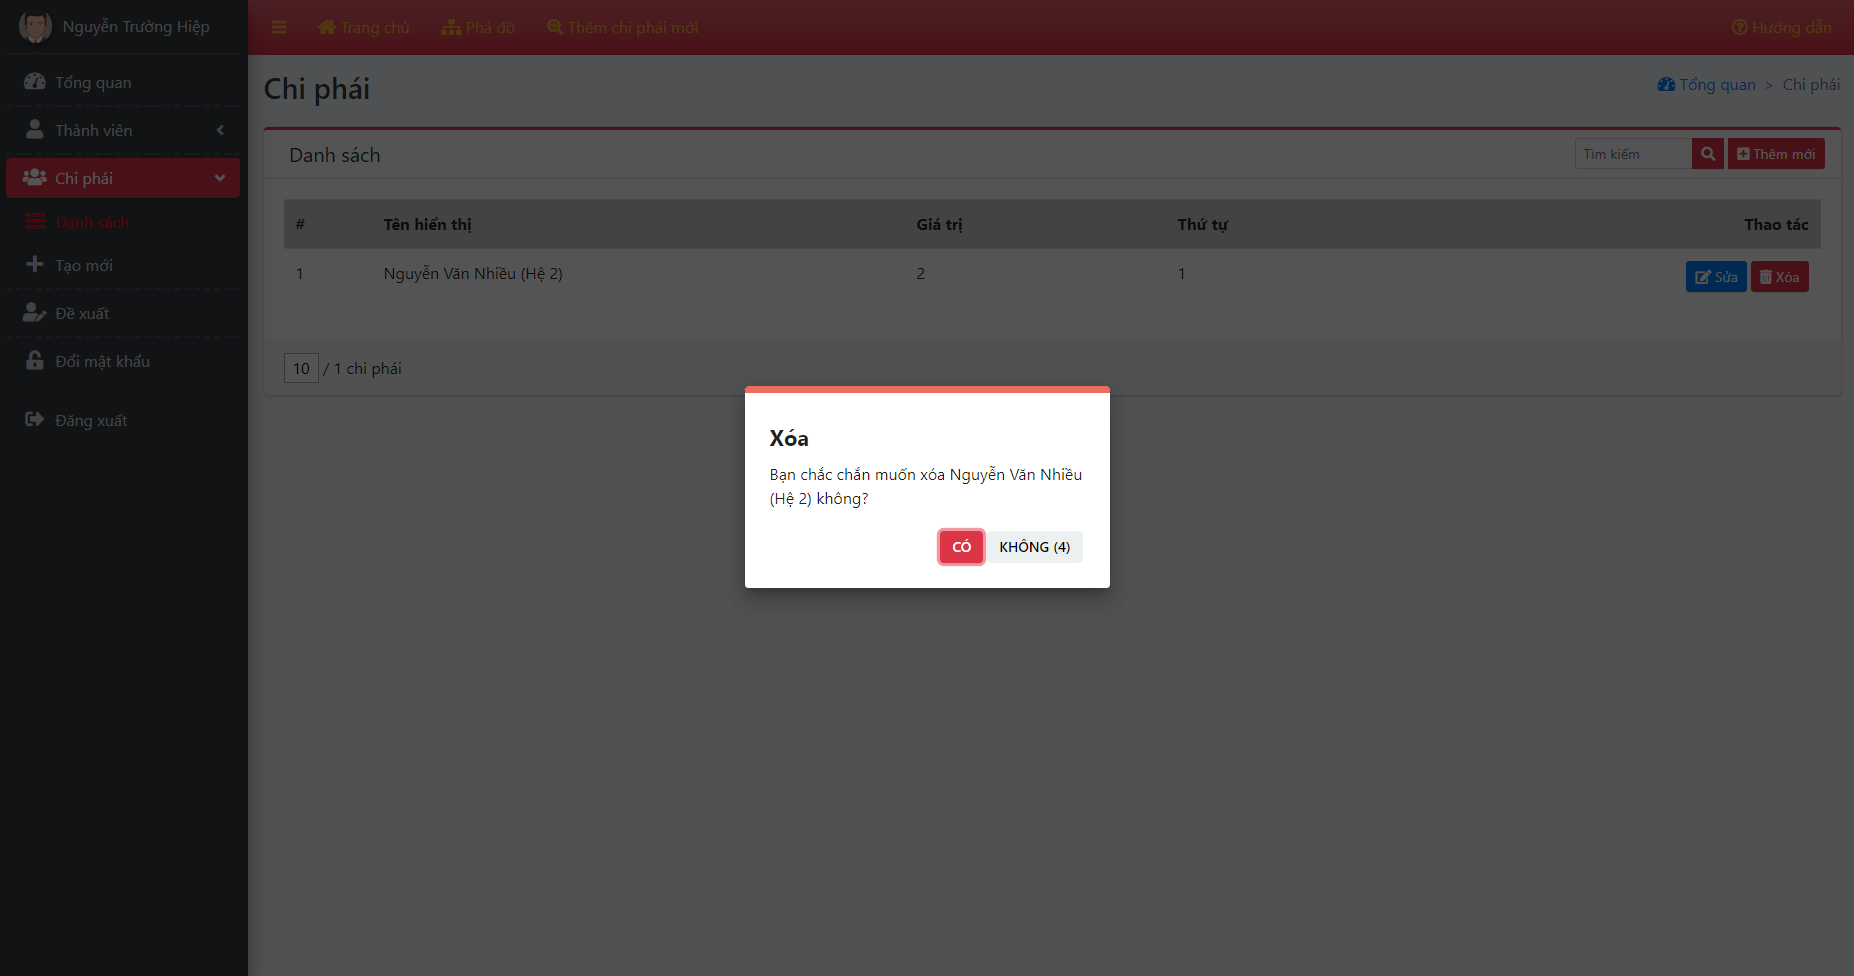 Nguyễn Trường Hiệp
Trang chủ
Phả đồ
Thêm chi phái mới
Hướng dẫn
Tổng quan
Thành viên
Chi phái
Danh sách
Tạo mới
Đề xuất
Đổi mật khẩu
Đăng xuất
Chi phái
Tổng quan > Chi phái
Danh sách
Tìm kiếm
Thêm mới
# Tên hiển thị Giá trị Thứ tự Thao tác
1 Nguyễn Văn Nhiều (Hệ 2) 2 1 Sửa Xóa
10 / 1 chi phái
Xóa
Bạn chắc chắn muốn xóa Nguyễn Văn Nhiều
(Hệ 2) không?
CÓ KHÔNG (4)